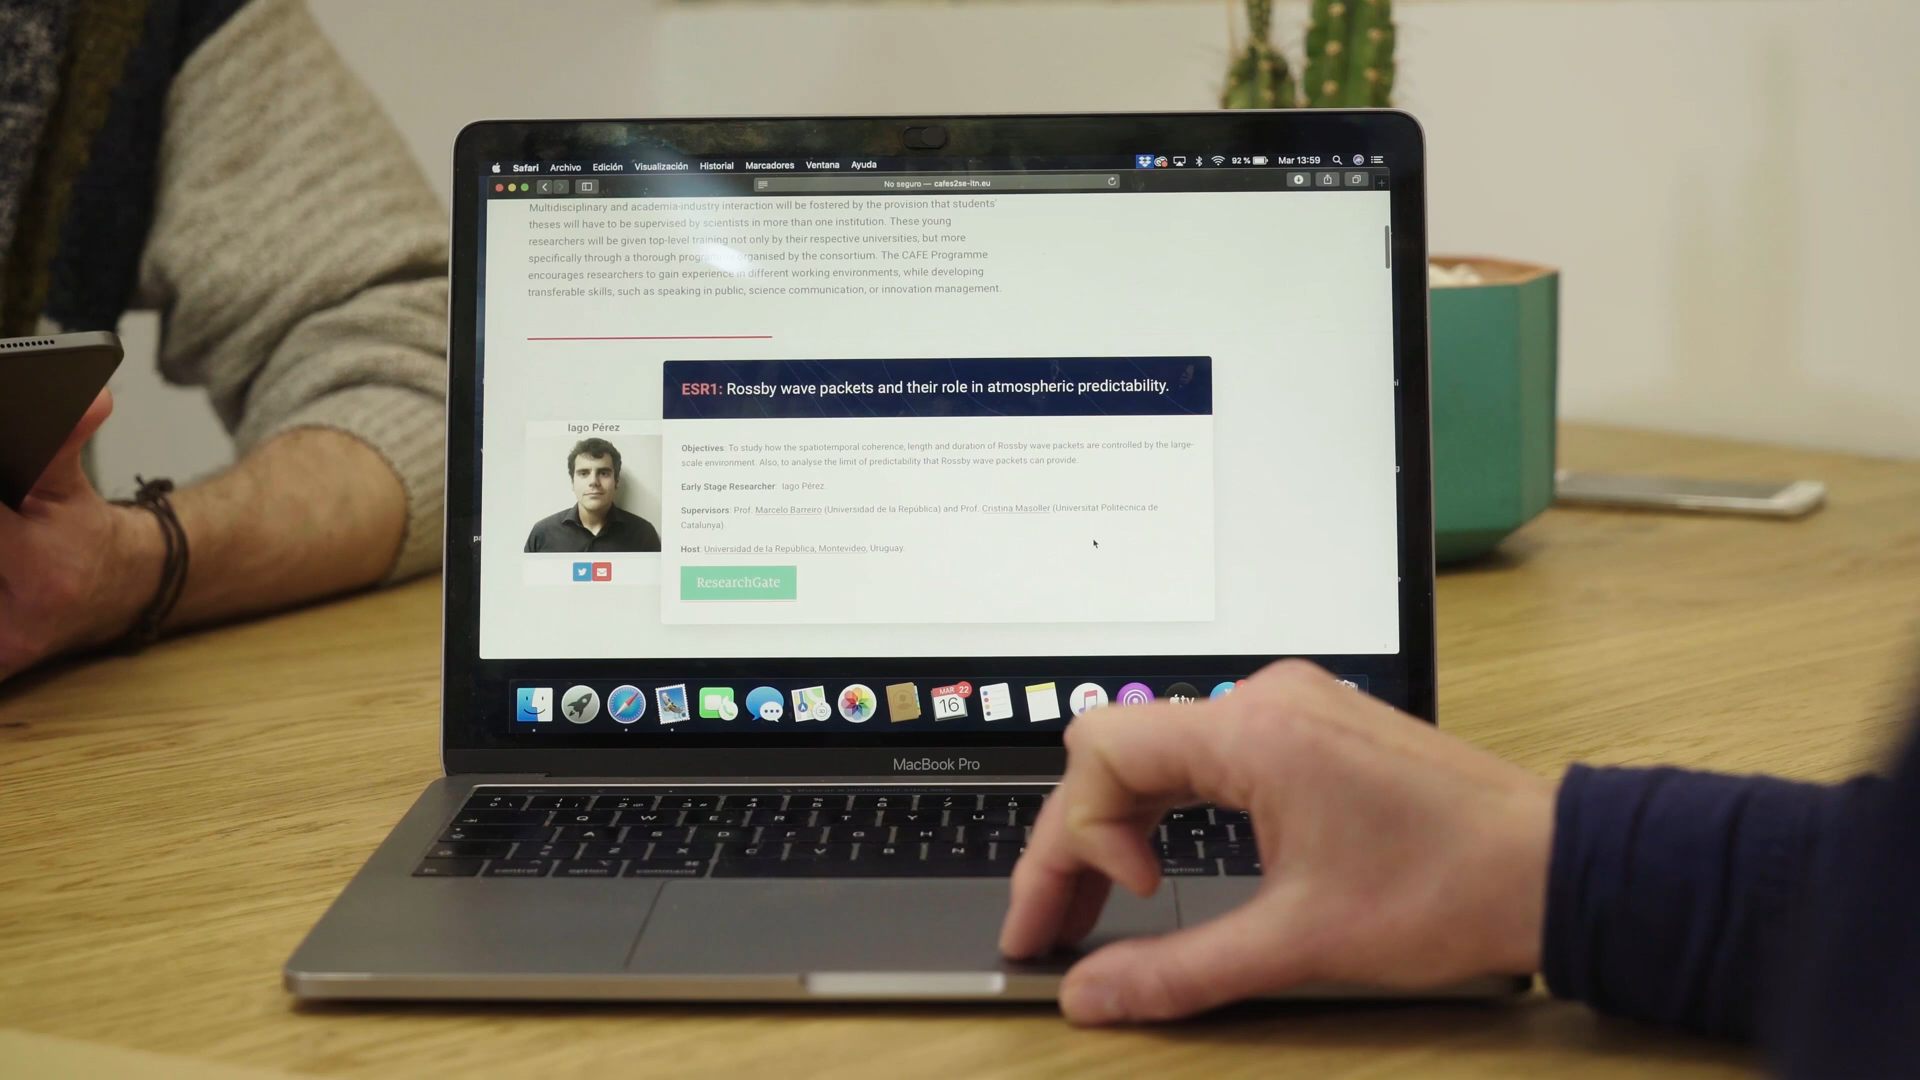 Safari Archivo Edición Visualización Historial Marcadores Ventana Ayuda 92 % Mar 13:59
No seguro — cafes2se-itn.eu
Multidisciplinary and academia-industry interaction will be fostered by the provision that students'
theses will have to be supervised by scientists in more than one institution. These young
researchers will be given top-level training not only by their respective universities, but more
specifically through a thorough programme organised by the consortium. The CAFE Programme
encourages researchers to gain experience in different working environments, while developing
transferable skills, such as speaking in public, science communication, or innovation management.
ESR1: Rossby wave packets and their role in atmospheric predictability.
Iago Pérez
Objectives: To study how the spatiotemporal coherence, length and duration of Rossby wave packets are controlled by the large-
scale environment. Also, to analyse the limit of predictability that Rossby wave packets can provide.
Early Stage Researcher: Iago Pérez.
Supervisors: Prof. Marcelo Barreiro (Universidad de la República) and Prof. Cristina Masoller (Universitat Politècnica de
Catalunya).
Host: Universidad de la República, Montevideo, Uruguay.
ResearchGate
MAR 22
16
tv
MacBook Pro
Q W E R T Y U P
A S D F G H J
Z X C V B N
control option command option